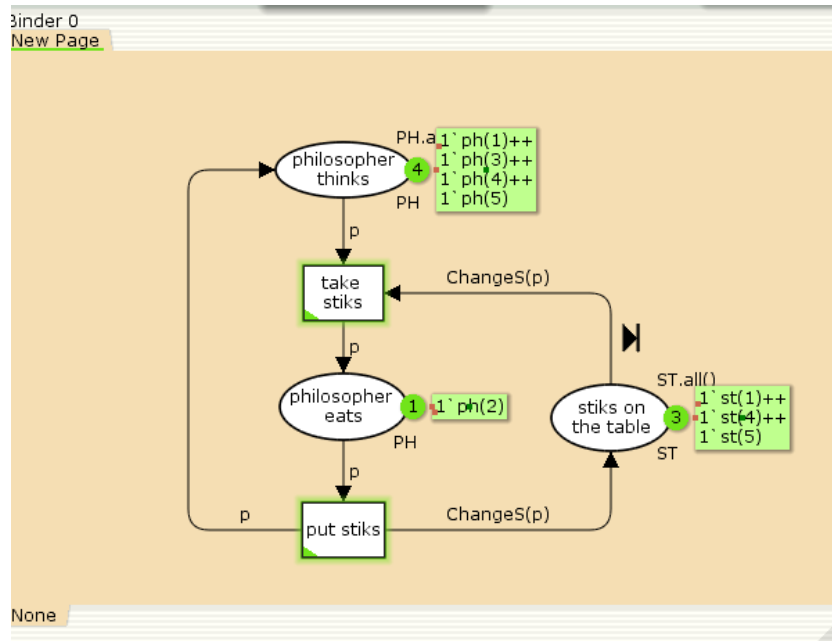 Binder 0
New Page
PH.a
1`ph(1)++
1`ph(3)++
1`ph(4)++
1`ph(5)
philosopher
thinks
4
PH
p
take
stiks
ChangeS(p)
p
ST.all()
philosopher
eats
1
1`ph(2)
PH
stiks on
the table
3
1`st(1)++
1`st(4)++
1`st(5)
ST
p
p
put stiks
ChangeS(p)
None